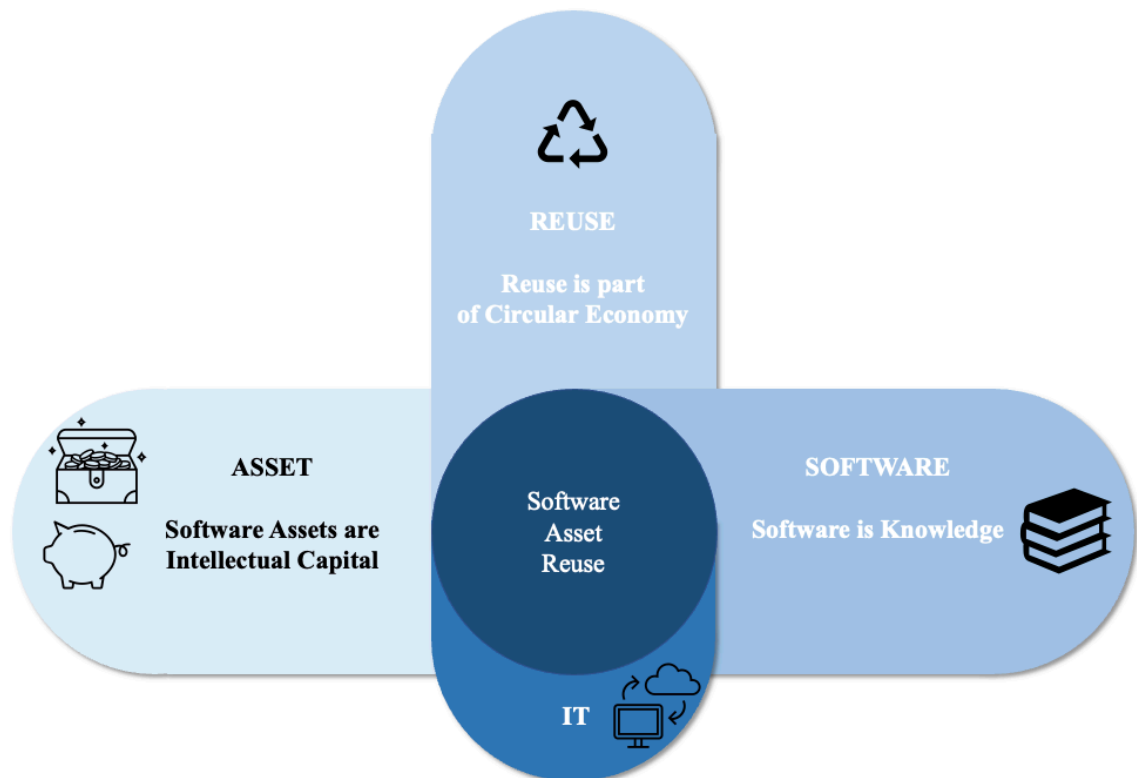 REUSE
Reuse is part
of Circular Economy
ASSET
Software Assets are
Intellectual Capital
Software
Asset
Reuse
SOFTWARE
Software is Knowledge
IT